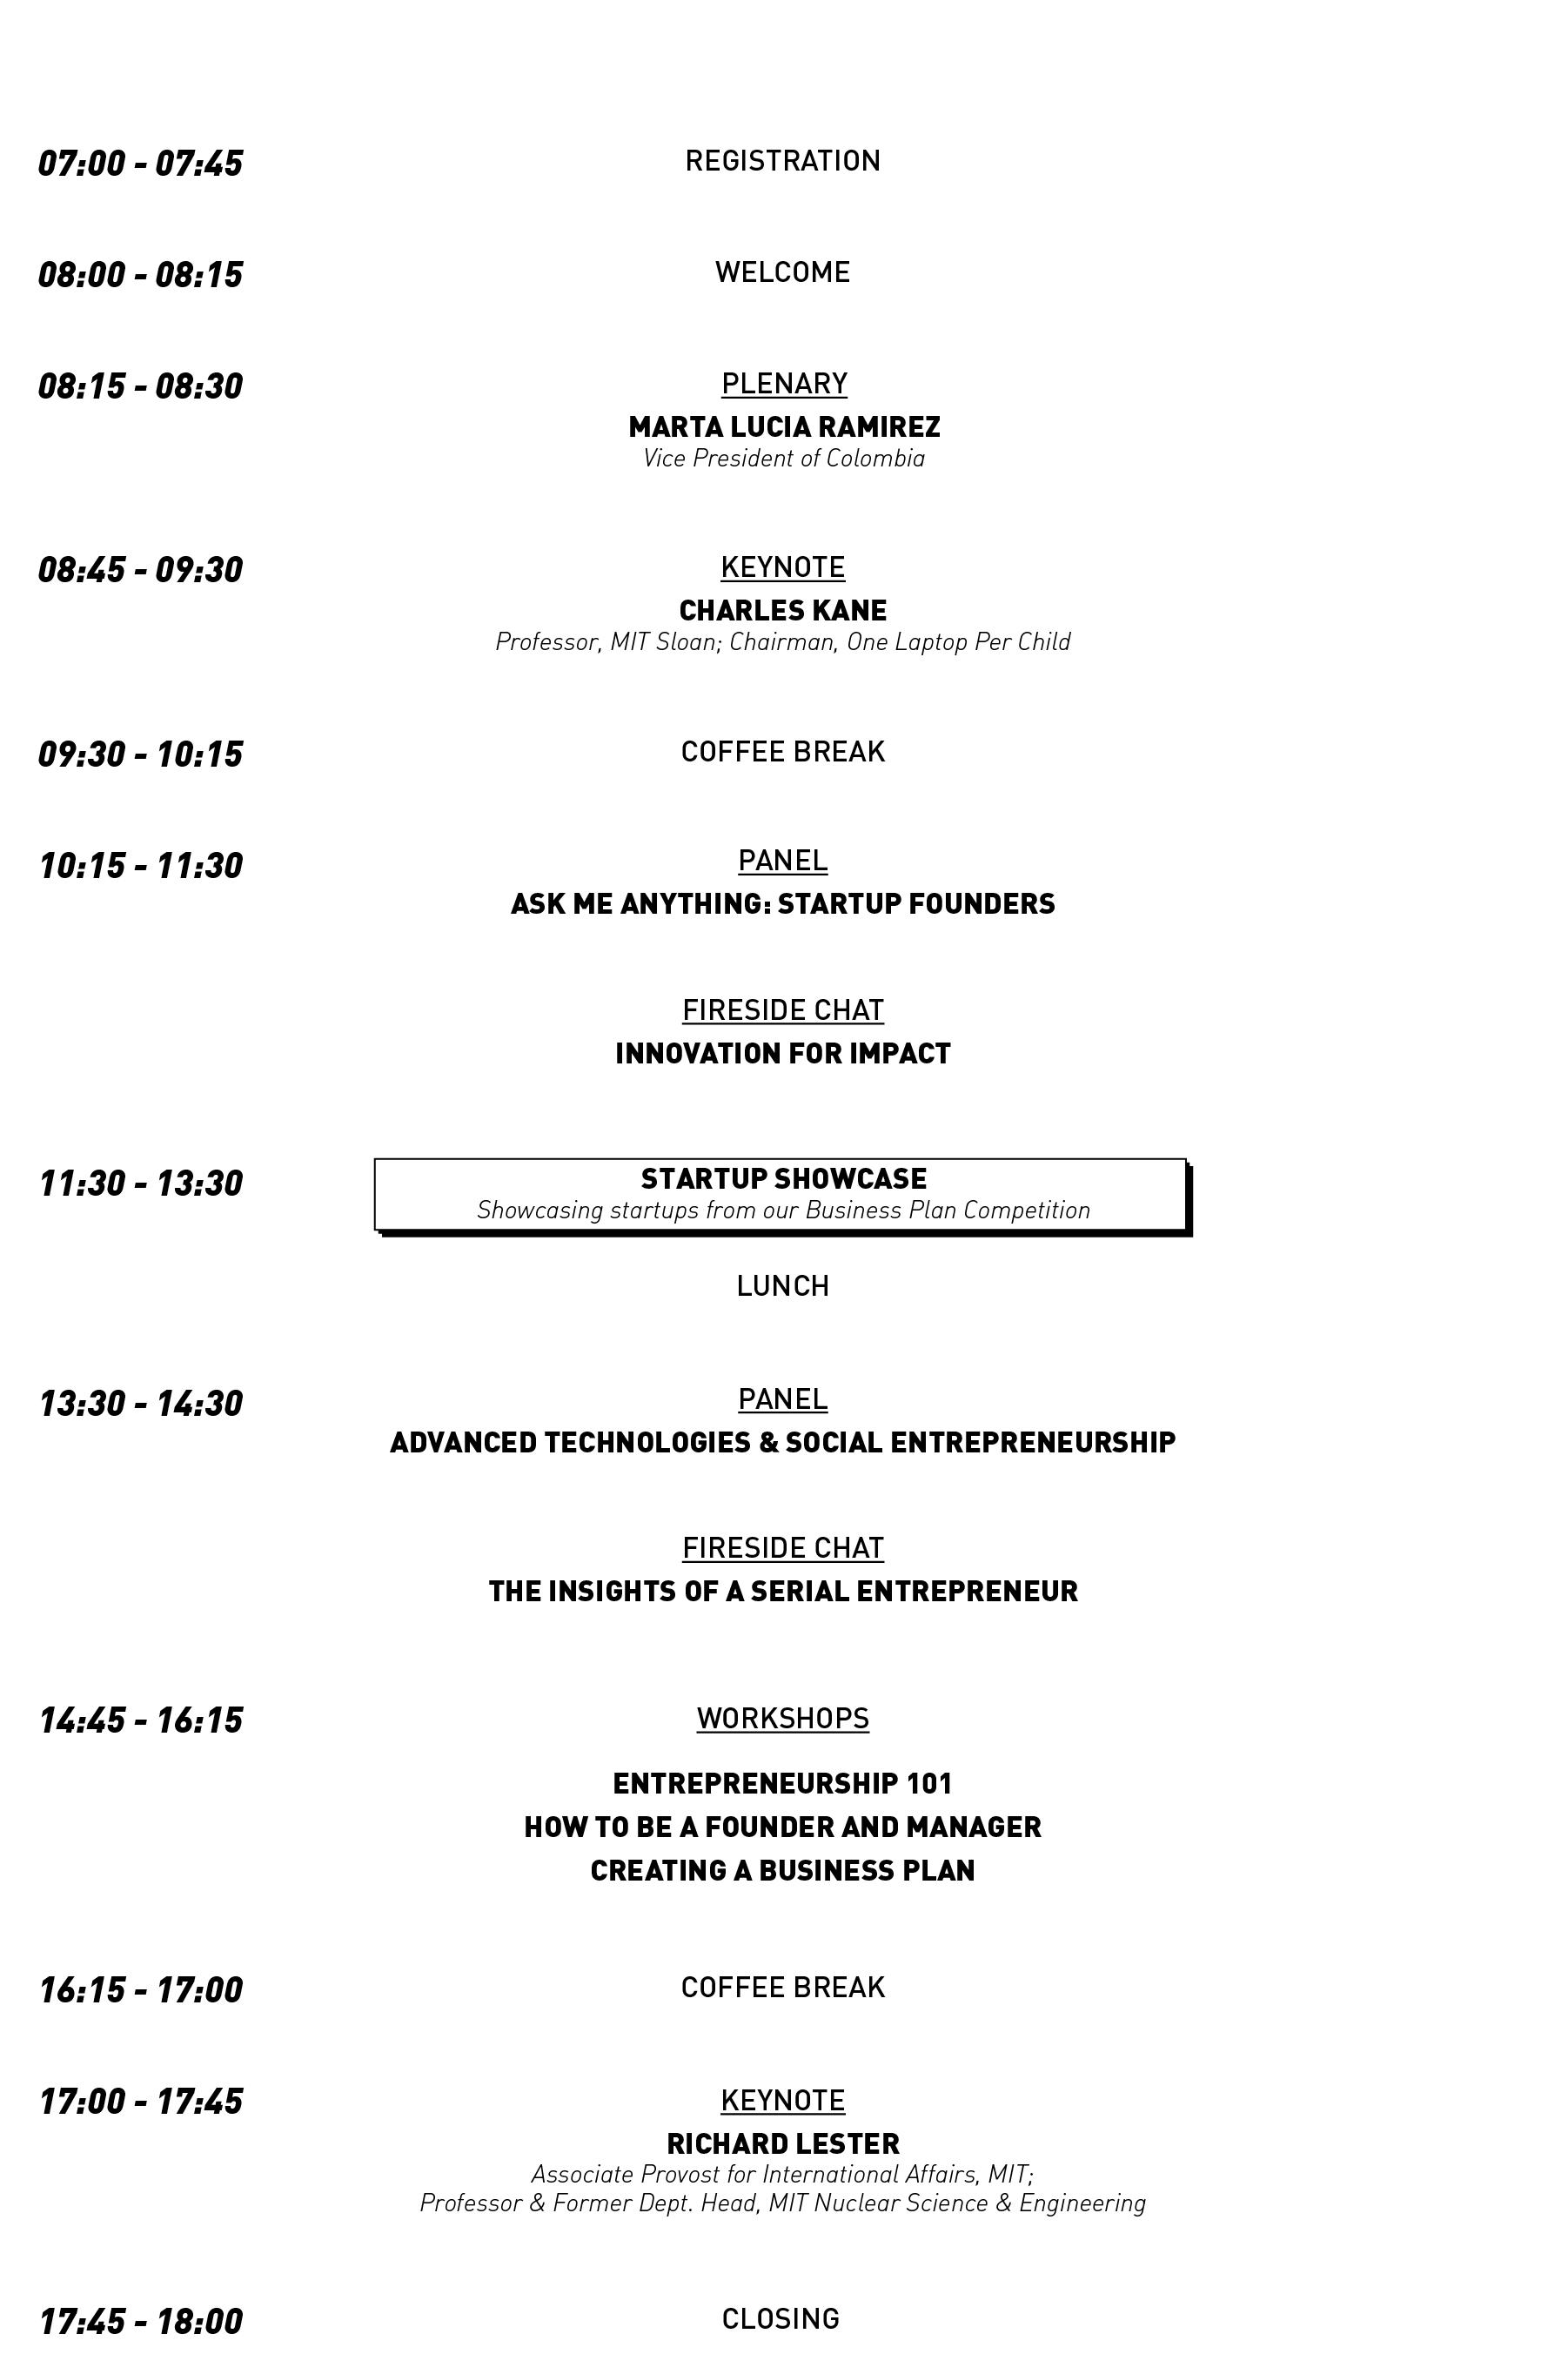 07:00 - 07:45 REGISTRATION
08:00 - 08:15 WELCOME
08:15 - 08:30 PLENARY
MARTA LUCIA RAMIREZ
Vice President of Colombia
08:45 - 09:30 KEYNOTE
CHARLES KANE
Professor, MIT Sloan; Chairman, One Laptop Per Child
09:30 - 10:15 COFFEE BREAK
10:15 - 11:30 PANEL
ASK ME ANYTHING: STARTUP FOUNDERS
FIRESIDE CHAT
INNOVATION FOR IMPACT
11:30 - 13:30 STARTUP SHOWCASE
Showcasing startups from our Business Plan Competition
LUNCH
13:30 - 14:30 PANEL
ADVANCED TECHNOLOGIES & SOCIAL ENTREPRENEURSHIP
FIRESIDE CHAT
THE INSIGHTS OF A SERIAL ENTREPRENEUR
14:45 - 16:15 WORKSHOPS
ENTREPRENEURSHIP 101
HOW TO BE A FOUNDER AND MANAGER
CREATING A BUSINESS PLAN
16:15 - 17:00 COFFEE BREAK
17:00 - 17:45 KEYNOTE
RICHARD LESTER
Associate Provost for International Affairs, MIT;
Professor & Former Dept. Head, MIT Nuclear Science & Engineering
17:45 - 18:00 CLOSING